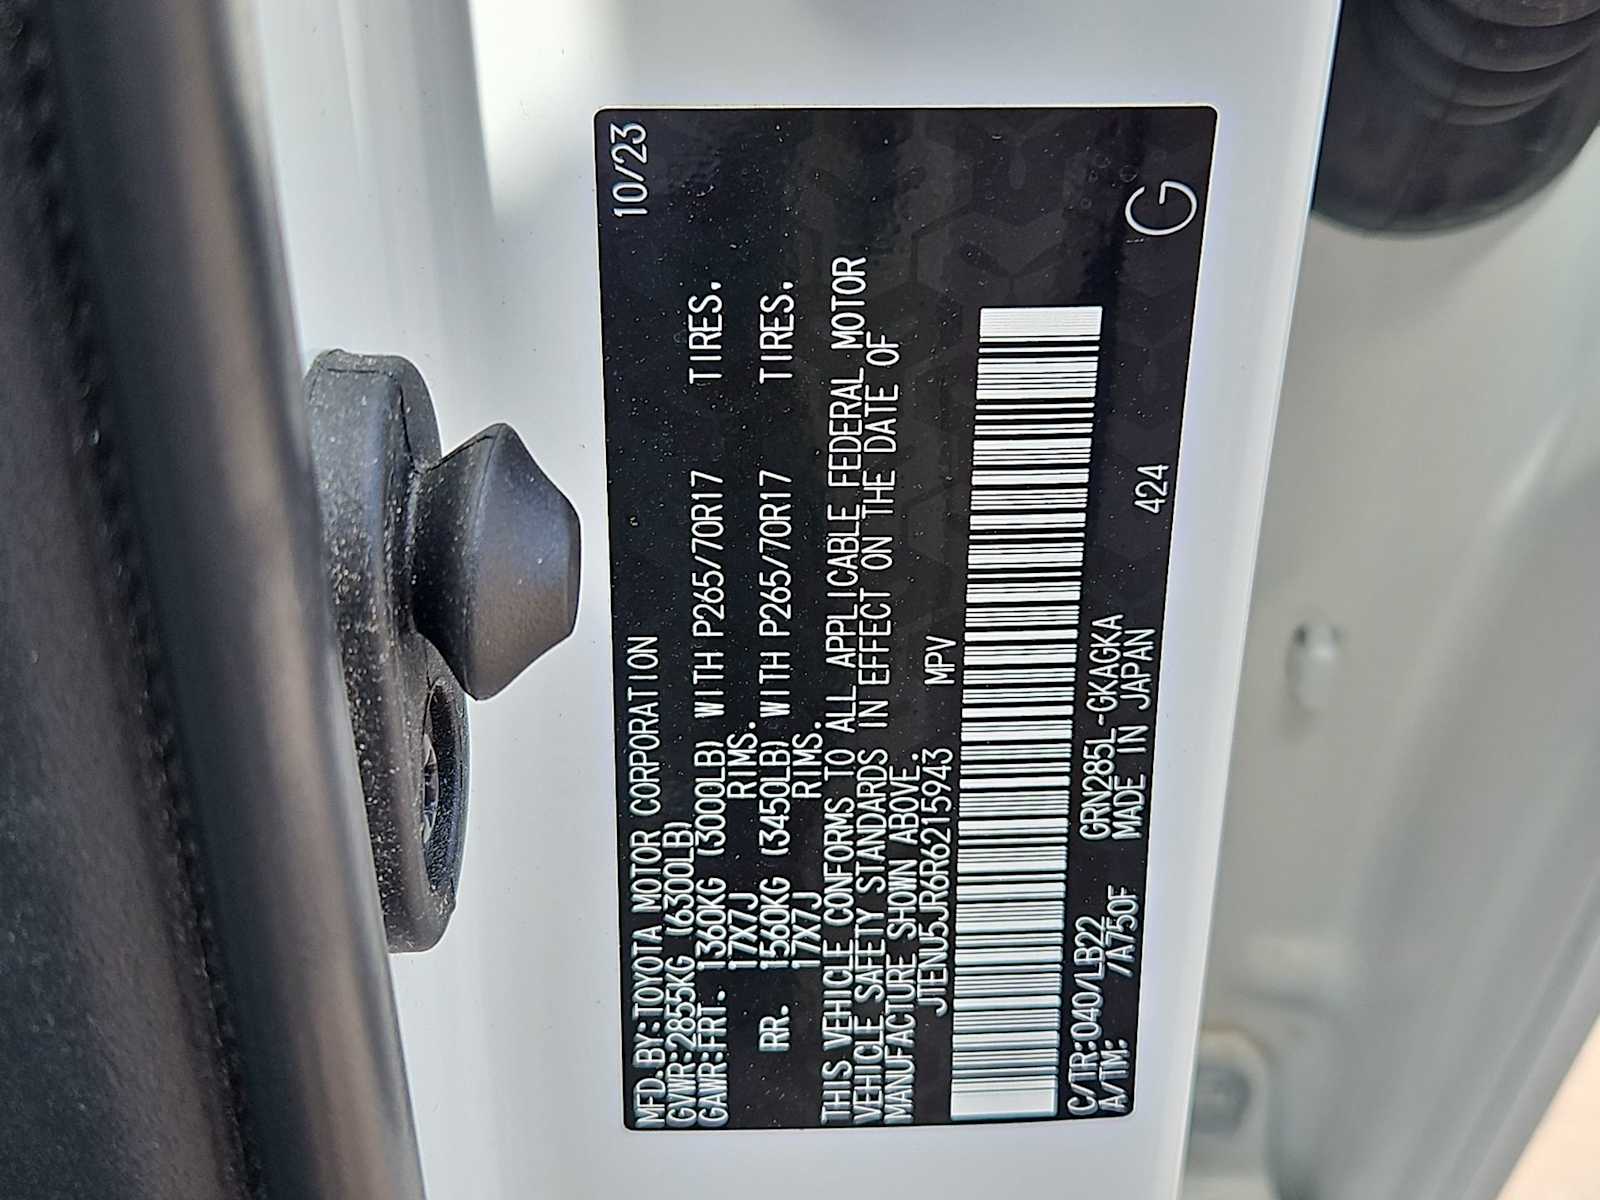 MFD.BY:TOYOTA MOTOR CORPORATION 10/23
GVWR:2855KG (6300LB)
GAWR:FRT. 1360KG (3000LB) WITH P265/70R17 TIRES.
17X7J RIMS.
RR. 1560KG (3450LB) WITH P265/70R17 TIRES.
17X7J RIMS.
THIS VEHICLE CONFORMS TO ALL APPLICABLE FEDERAL MOTOR
VEHICLE SAFETY STANDARDS IN EFFECT ON THE DATE OF
MANUFACTURE SHOWN ABOVE.
JTENU5JR6R6215943 MPV
C/TR:040/LB22 GRN285L-GKAGKA
A/TM: /A750F MADE IN JAPAN 424
G